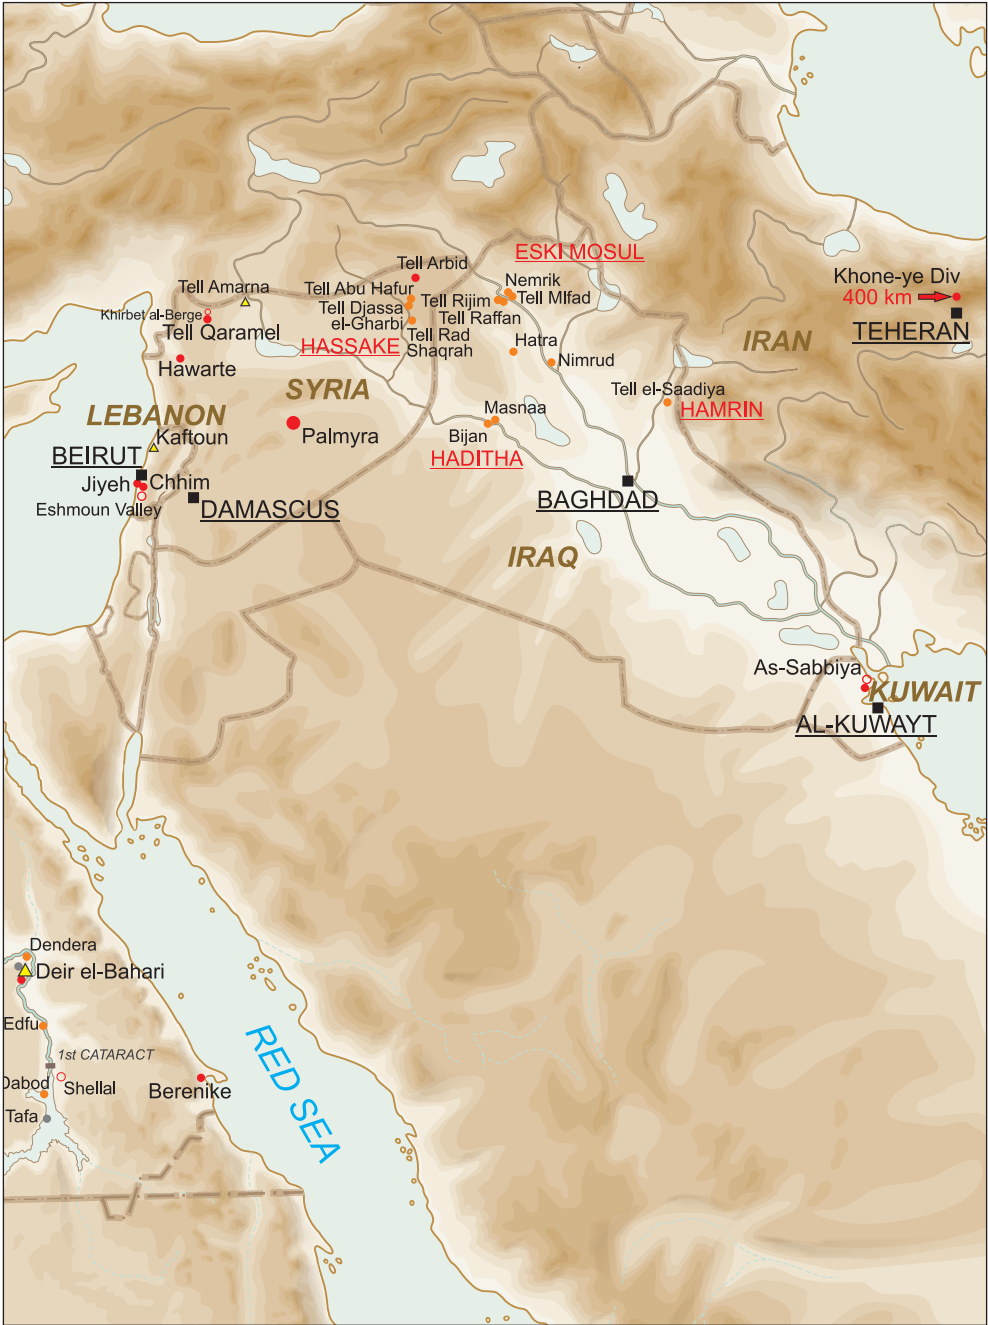 ESKI MOSUL
Tell Arbid
Nemrik
Khone-ye Div
Tell Amarna
Tell Abu Hafur
Tell Rijim
Tell Mlfad
400 km
Khirbet al-Berge
Tell Djassa
el-Gharbi
Tell Raffan
Tell Qaramel
HASSAKE
Tell Rad
Shaqrah
Hatra
IRAN
TEHERAN
Hawarte
Nimrud
SYRIA
Tell el-Saadiya
HAMRIN
LEBANON
Masnaa
Kaftoun
Palmyra
Bijan
BEIRUT
HADITHA
Jiyeh
Chhim
Eshmoun Valley
DAMASCUS
BAGHDAD
IRAQ
As-Sabbiya
KUWAIT
AL-KUWAYT
Dendera
Deir el-Bahari
Edfu
1st CATARACT
Dabod
Shellal
Berenike
Tafa
RED SEA